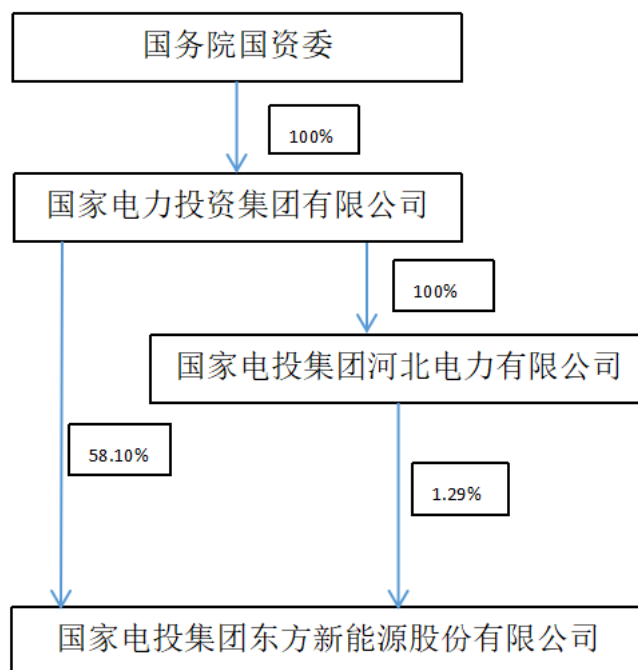 国务院国资委
100%
国家电力投资集团有限公司
100%
国家电投集团河北电力有限公司
58.10%
1.29%
国家电投集团东方新能源股份有限公司